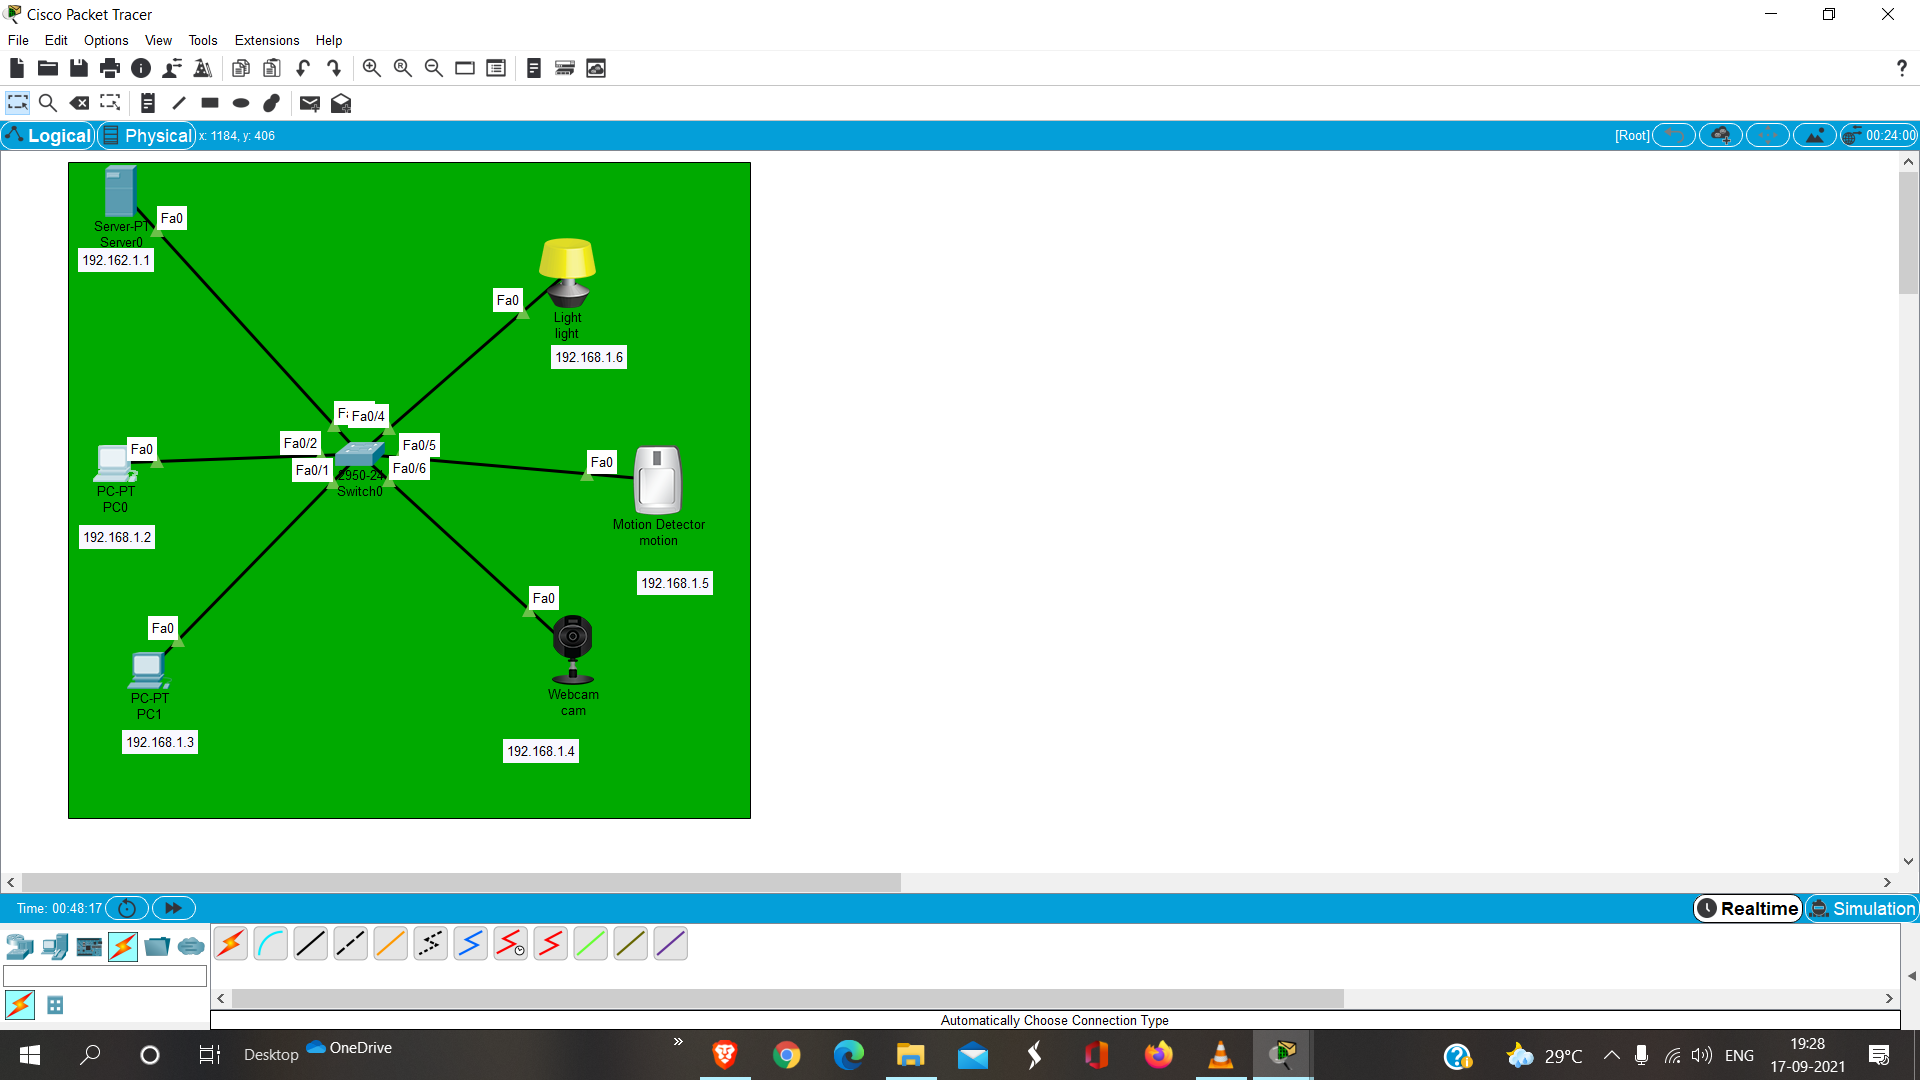 Cisco Packet Tracer
File Edit Options View Tools Extensions Help
Logical Physical x: 1184, y: 406 [Root] 00:24:00
Fa0
Server-PT
Server0
192.162.1.1
Fa0
Light
light
192.168.1.6
Fa0/4
Fa0/2
Fa0/5
Fa0
PC-PT
PC0
192.168.1.2
Fa0/1
Fa0/6
2950-24
Switch0
Fa0
Motion Detector
motion
192.168.1.5
Fa0
Webcam
cam
192.168.1.4
Fa0
PC-PT
PC1
192.168.1.3
Time: 00:48:17 Realtime Simulation
Automatically Choose Connection Type
Desktop OneDrive » 29°C ENG 19:28
17-09-2021